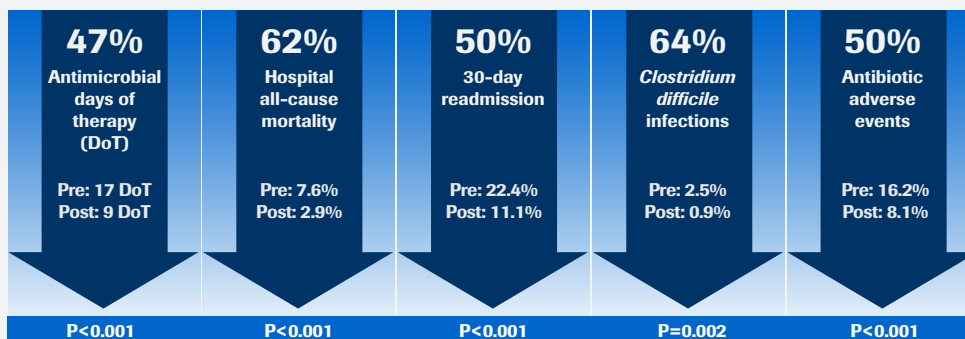 47%
Antimicrobial
days of
therapy
(DoT)
Pre: 17 DoT
Post: 9 DoT
P<0.001
62%
Hospital
all-cause
mortality
Pre: 7.6%
Post: 2.9%
P<0.001
50%
30-day
readmission
Pre: 22.4%
Post: 11.1%
P<0.001
64%
Clostridium
difficile
infections
Pre: 2.5%
Post: 0.9%
P=0.002
50%
Antibiotic
adverse
events
Pre: 16.2%
Post: 8.1%
P<0.001